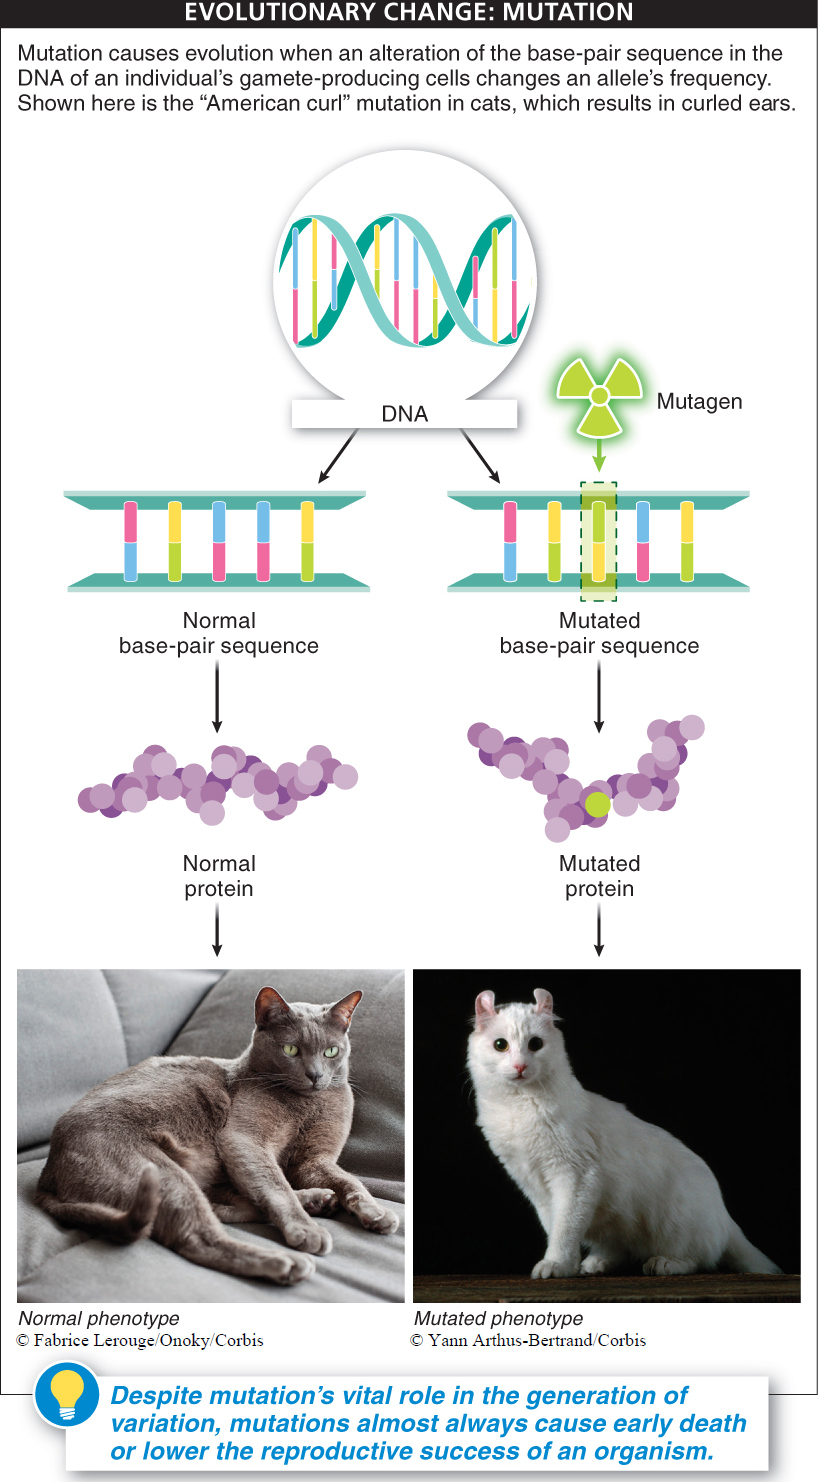 EVOLUTIONARY CHANGE: MUTATION
Mutation causes evolution when an alteration of the base-pair sequence in the
DNA of an individual's gamete-producing cells changes an allele's frequency.
Shown here is the “American curl” mutation in cats, which results in curled ears.
DNA
Mutagen
Normal
base-pair sequence
Mutated
base-pair sequence
Normal
protein
Mutated
protein
Normal phenotype
© Fabrice Lerouge/Onoky/Corbis
Mutated phenotype
© Yann Arthus-Bertrand/Corbis
Despite mutation's vital role in the generation of
variation, mutations almost always cause early death
or lower the reproductive success of an organism.